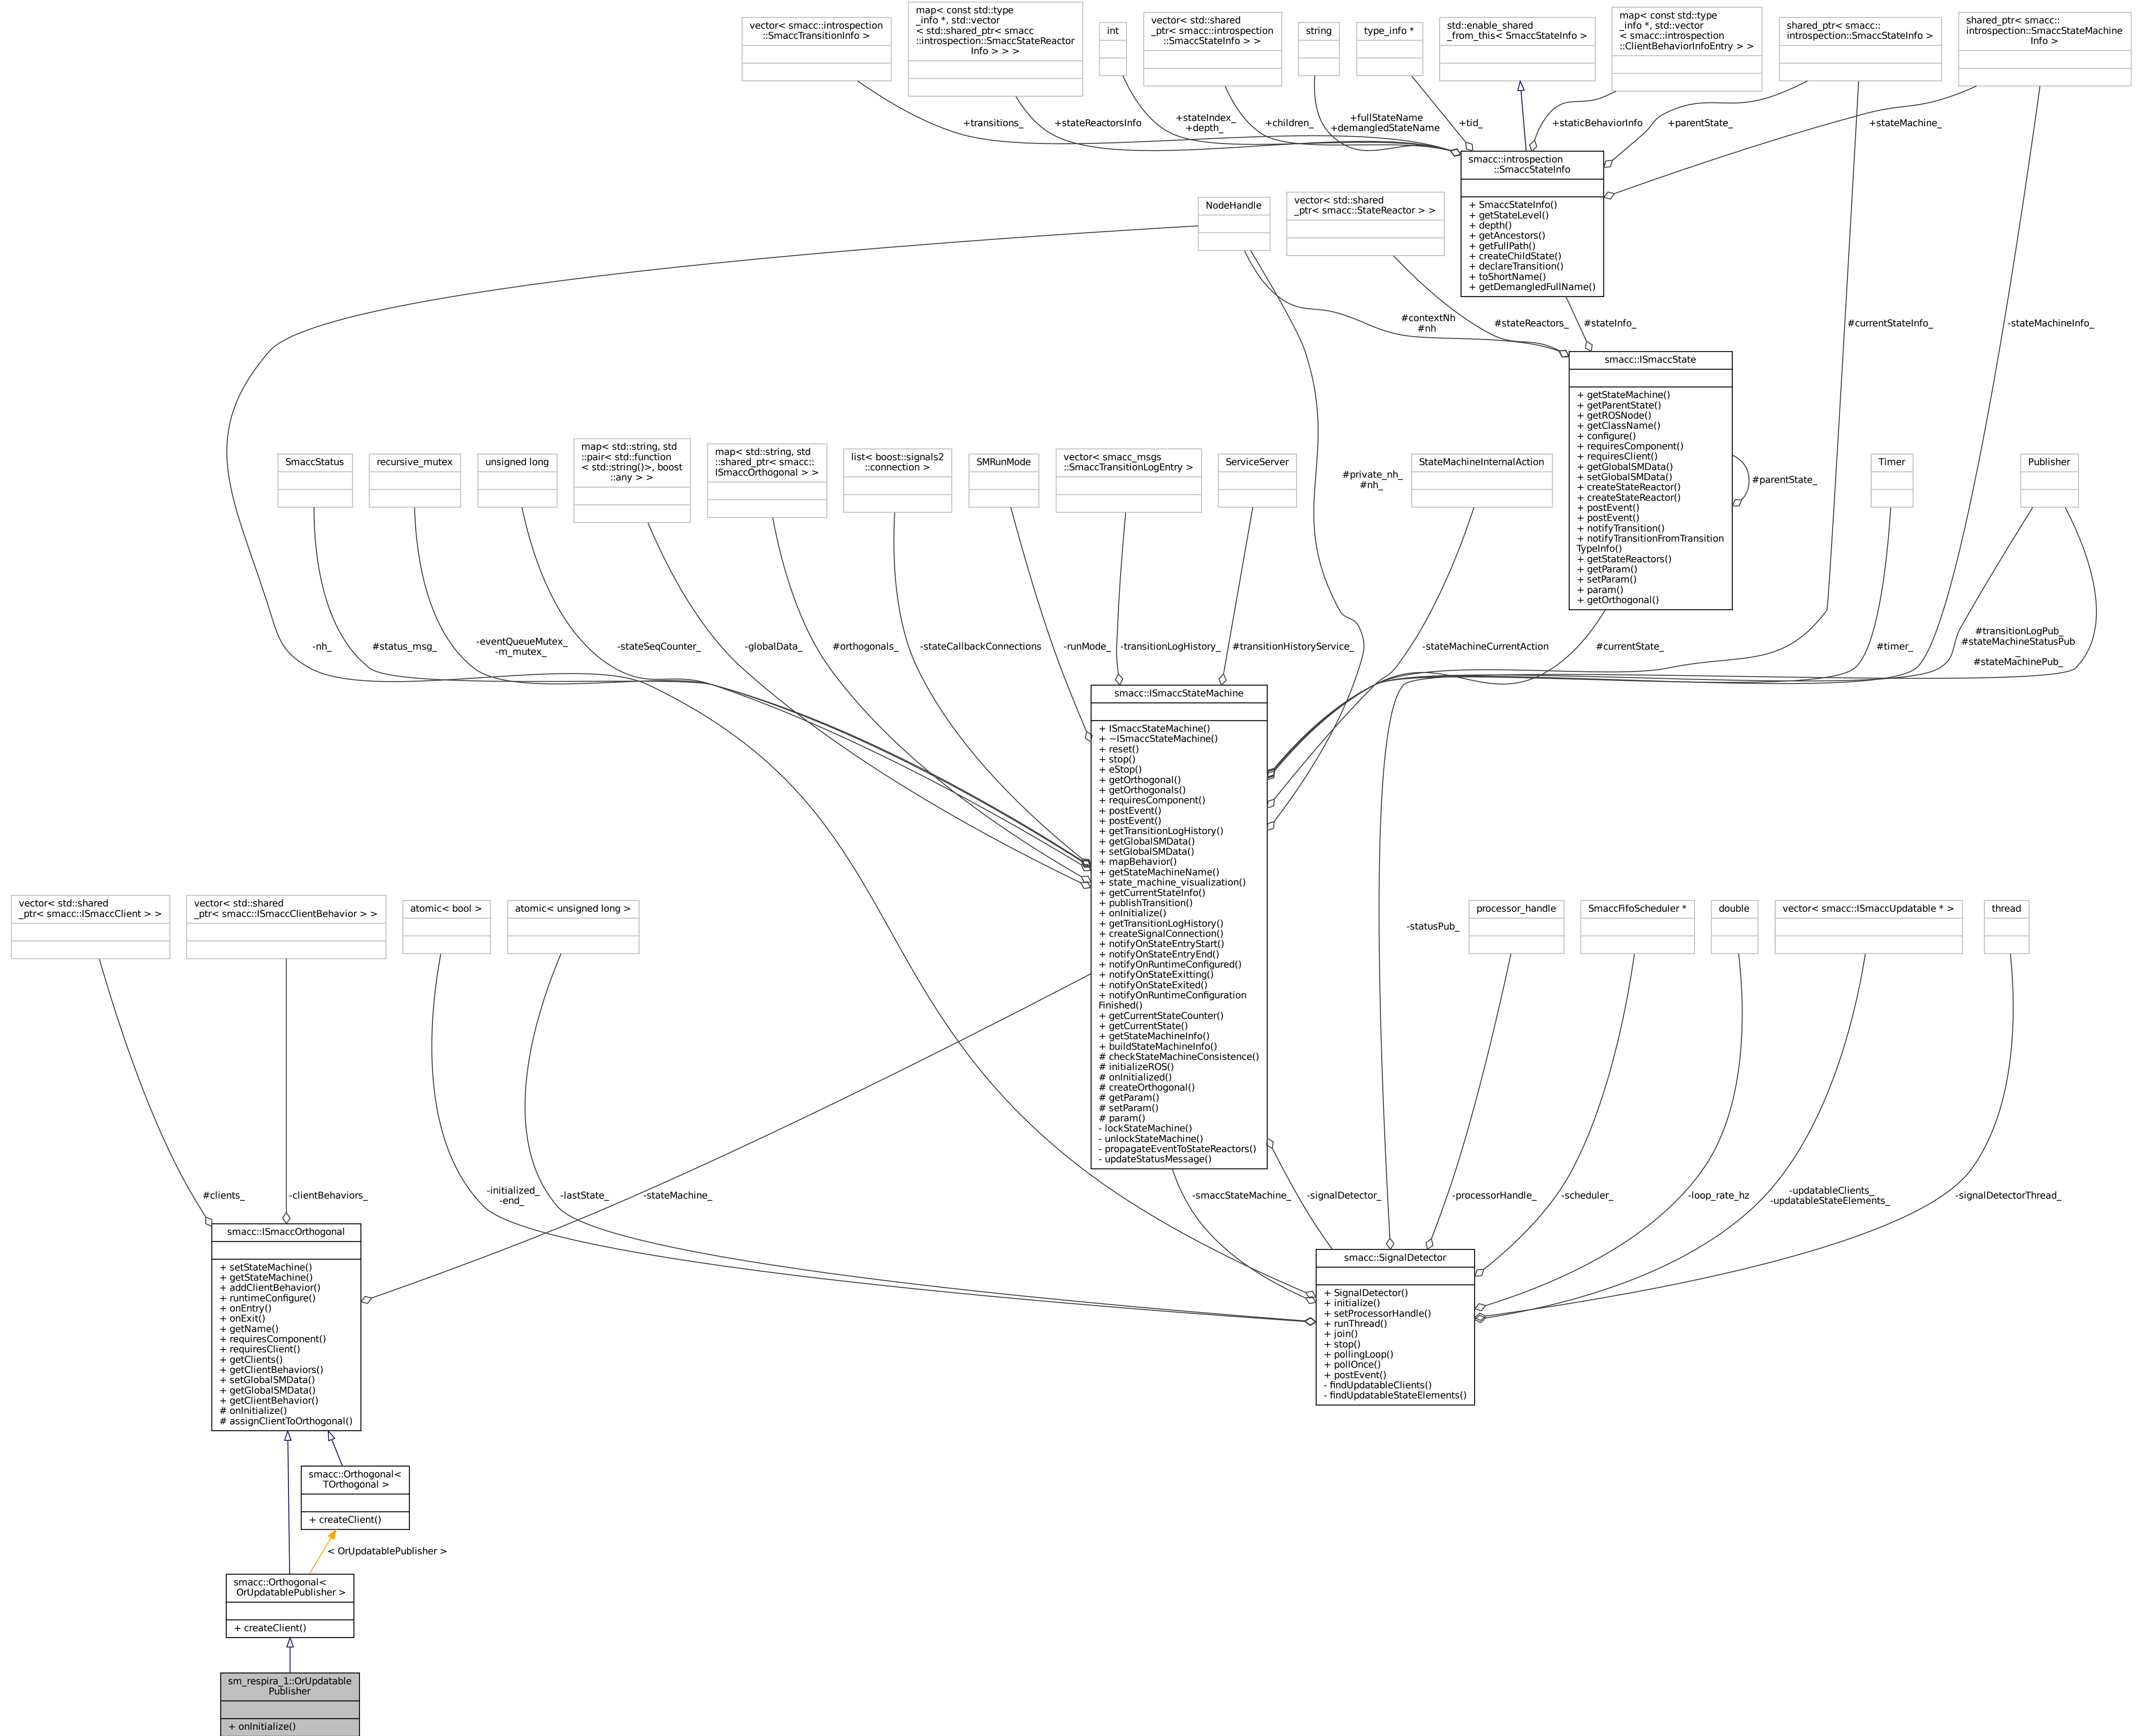 vector< smacc::introspection
::SmaccTransitionInfo >
map< const std::type
_info *, std::vector
< std::shared_ptr< smacc
::introspection::SmaccStateReactor
Info > > >
int
vector< std::shared
_ptr< smacc::introspection
::SmaccStateInfo > >
string
type_info *
std::enable_shared
_from_this< SmaccStateInfo >
map< const std::type
_info *, std::vector
< smacc::introspection
::ClientBehaviorInfoEntry > >
shared_ptr< smacc::
introspection::SmaccStateInfo >
shared_ptr< smacc::
introspection::SmaccStateMachine
Info >
+transitions_
+stateReactorsInfo
+stateIndex_
+depth_
+children_
+fullStateName
+demangledStateName
+tid_
+staticBehaviorInfo
+parentState_
+stateMachine_
smacc::introspection
::SmaccStateInfo
+ SmaccStateInfo()
+ getStateLevel()
+ depth()
+ getAncestors()
+ getFullPath()
+ createChildState()
+ declareTransition()
+ toShortName()
+ getDemangledFullName()
NodeHandle
vector< std::shared
_ptr< smacc::StateReactor > >
#contextNh
#nh
#stateReactors_
#stateInfo_
#currentStateInfo_
-stateMachineInfo_
smacc::ISmaccState
+ getStateMachine()
+ getParentState()
+ getROSNode()
+ getClassName()
+ configure()
+ requiresComponent()
+ requiresClient()
+ getGlobalSMData()
+ setGlobalSMData()
+ createStateReactor()
+ createStateReactor()
+ postEvent()
+ postEvent()
+ notifyTransition()
+ notifyTransitionFromTransition
TypeInfo()
+ getStateReactors()
+ getParam()
+ setParam()
+ param()
+ getOrthogonal()
#parentState_
SmaccStatus
recursive_mutex
unsigned long
map< std::string, std
::pair< std::function
< std::string()>, boost
::any > >
map< std::string, std
::shared_ptr< smacc::
ISmaccOrthogonal > >
list< boost::signals2
::connection >
SMRunMode
vector< smacc_msgs
::SmaccTransitionLogEntry >
ServiceServer
#private_nh_
#nh_
StateMachineInternalAction
Timer
Publisher
-nh_
#status_msg_
-eventQueueMutex_
-m_mutex_
-stateSeqCounter_
-globalData_
#orthogonals_
-stateCallbackConnections
-runMode_
-transitionLogHistory_
#transitionHistoryService_
-stateMachineCurrentAction
#currentState_
#timer_
#transitionLogPub_
#stateMachineStatusPub
_
#stateMachinePub_
smacc::ISmaccStateMachine
+ ISmaccStateMachine()
+ ~ISmaccStateMachine()
+ reset()
+ stop()
+ eStop()
+ getOrthogonal()
+ getOrthogonals()
+ requiresComponent()
+ postEvent()
+ postEvent()
+ getTransitionLogHistory()
+ getGlobalSMData()
+ setGlobalSMData()
+ mapBehavior()
+ getStateMachineName()
+ state_machine_visualization()
+ getCurrentStateInfo()
+ publishTransition()
+ onInitialize()
+ getTransitionLogHistory()
+ createSignalConnection()
+ notifyOnStateEntryStart()
+ notifyOnStateEntryEnd()
+ notifyOnRuntimeConfigured()
+ notifyOnStateExitting()
+ notifyOnStateExited()
+ notifyOnRuntimeConfiguration
Finished()
+ getCurrentStateCounter()
+ getCurrentState()
+ getStateMachineInfo()
+ buildStateMachineInfo()
# checkStateMachineConsistence()
# initializeROS()
# onInitialized()
# createOrthogonal()
# getParam()
# setParam()
# param()
- lockStateMachine()
- unlockStateMachine()
- propagateEventToStateReactors()
- updateStatusMessage()
vector< std::shared
_ptr< smacc::ISmaccClient > >
vector< std::shared
_ptr< smacc::ISmaccClientBehavior > >
atomic< bool >
atomic< unsigned long >
-statusPub_
processor_handle
SmaccFifoScheduler *
double
vector< smacc::ISmaccUpdatable * >
thread
#clients_
-clientBehaviors_
-initialized_
-end_
-lastState_
-stateMachine_
-smaccStateMachine_
-signalDetector_
-processorHandle_
-scheduler_
-loop_rate_hz
-updatableClients_
-updatableStateElements_
-signalDetectorThread_
smacc::ISmaccOrthogonal
+ setStateMachine()
+ getStateMachine()
+ addClientBehavior()
+ runtimeConfigure()
+ onEntry()
+ onExit()
+ getName()
+ requiresComponent()
+ requiresClient()
+ getClients()
+ getClientBehaviors()
+ setGlobalSMData()
+ getGlobalSMData()
+ getClientBehavior()
# onInitialize()
# assignClientToOrthogonal()
smacc::SignalDetector
+ SignalDetector()
+ initialize()
+ setProcessorHandle()
+ runThread()
+ join()
+ stop()
+ pollingLoop()
+ pollOnce()
+ postEvent()
- findUpdatableClients()
- findUpdatableStateElements()
smacc::Orthogonal<
TOrthogonal >
+ createClient()
< OrUpdatablePublisher >
smacc::Orthogonal<
OrUpdatablePublisher >
+ createClient()
sm_respira_1::OrUpdatable
Publisher
+ onInitialize()